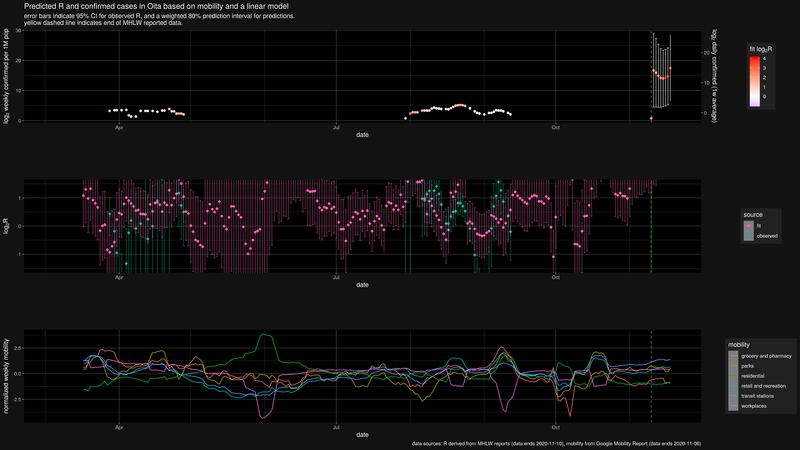 Predicted R and confirmed cases in Oita based on mobility and a linear model
error bars indicate 95% CI for observed R, and a weighted 80% prediction interval for predictions.
yellow dashed line indicates end of MHLW reported data.
log₂ weekly confirmed per 1M pop
30
20
10
0
20
10
0
log₂ daily confirmed (1w average)
Apr
Jul
Oct
date
fit log₂R
4
3
2
1
0
log₂R
1
0
-1
Apr
Jul
Oct
date
source
fit
observed
normalised weekly mobility
2.5
0.0
-2.5
Apr
Jul
Oct
date
mobility
grocery and pharmacy
parks
residential
retail and recreation
transit stations
workplaces
data sources: R derived from MHLW reports (data ends 2020-11-10), mobility from Google Mobility Report (data ends 2020-11-06)